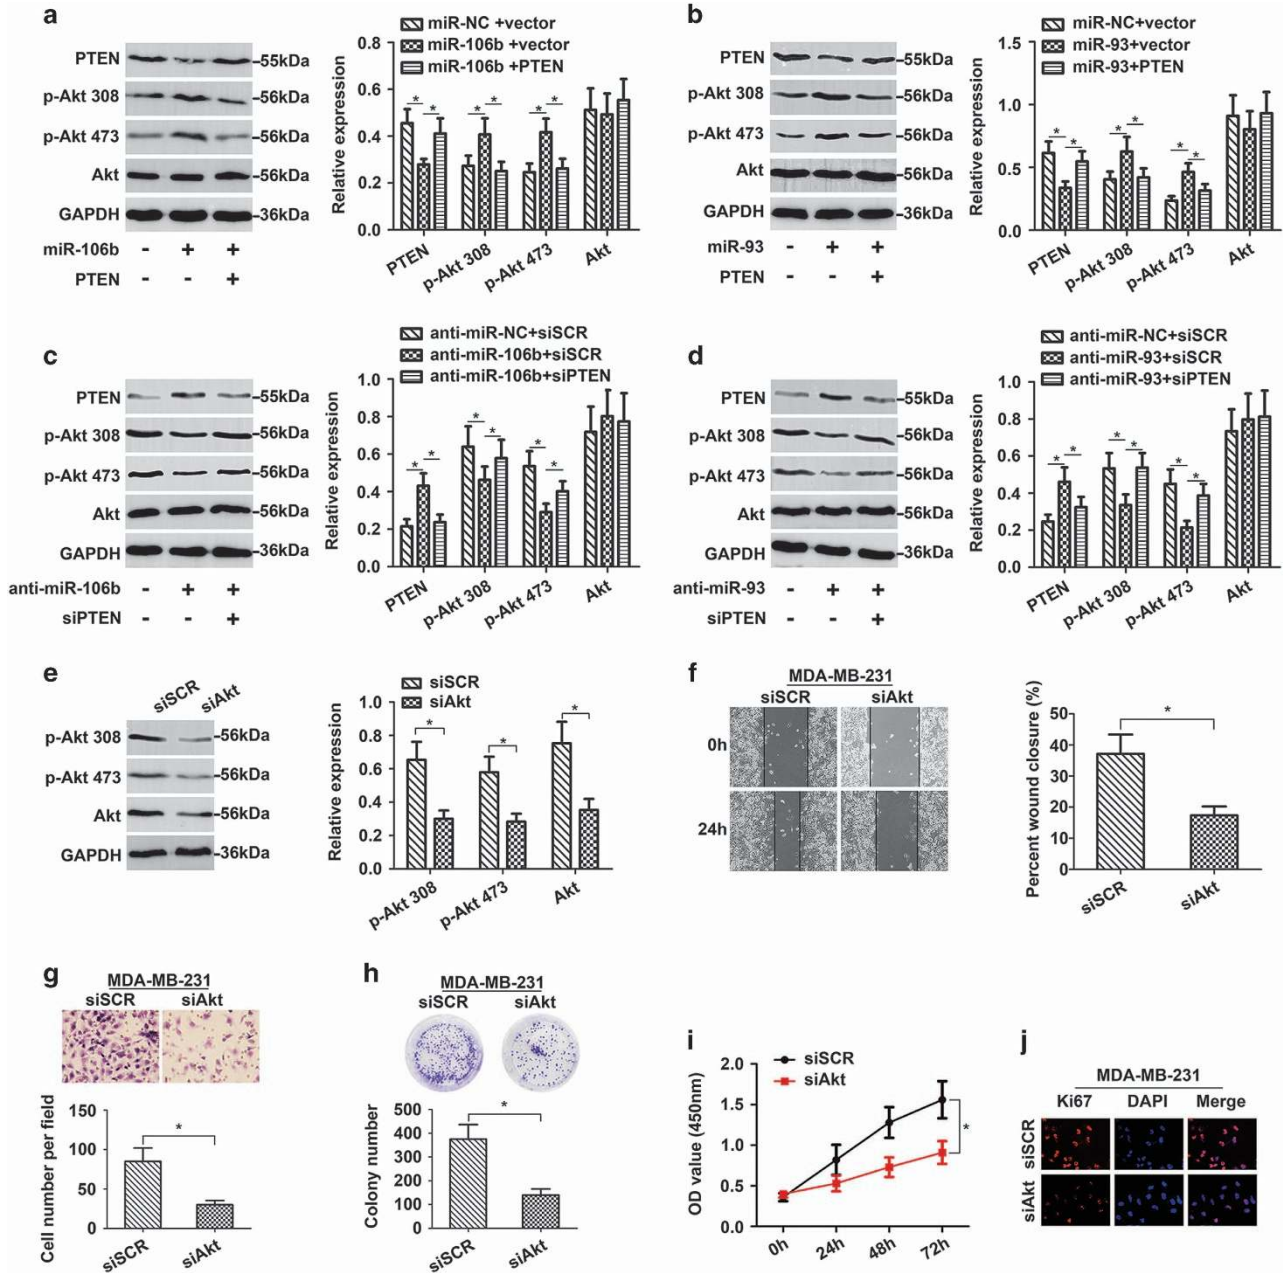 a
miR-NC +vector
miR-106b +vector
miR-106b +PTEN
PTEN
p-Akt 308
p-Akt 473
Akt
GAPDH
miR-106b - + +
PTEN - - +
-55kDa
-56kDa
-56kDa
-56kDa
-36kDa
Relative expression
0.8
0.6
0.4
0.2
0.0
* * * * * *
PTEN
p-Akt 308
p-Akt 473
Akt
b
miR-NC+vector
miR-93+vector
miR-93+PTEN
PTEN
p-Akt 308
p-Akt 473
Akt
GAPDH
miR-93 - + +
PTEN - - +
-55kDa
-56kDa
-56kDa
-56kDa
-36kDa
Relative expression
1.5
1.0
0.5
0.0
* * * * * *
PTEN
p-Akt 308
p-Akt 473
Akt
c
anti-miR-NC+siSCR
anti-miR-106b+siSCR
anti-miR-106b+siPTEN
PTEN
p-Akt 308
p-Akt 473
Akt
GAPDH
anti-miR-106b - + +
siPTEN - - +
-55kDa
-56kDa
-56kDa
-56kDa
-36kDa
Relative expression
1.0
0.8
0.6
0.4
0.2
0.0
* * * * * *
PTEN
p-Akt 308
p-Akt 473
Akt
d
anti-miR-NC+siSCR
anti-miR-93+siSCR
anti-miR-93+siPTEN
PTEN
p-Akt 308
p-Akt 473
Akt
GAPDH
anti-miR-93 - + +
siPTEN - - +
-55kDa
-56kDa
-56kDa
-56kDa
-36kDa
Relative expression
1.0
0.8
0.6
0.4
0.2
0.0
* * * * * *
PTEN
p-Akt 308
p-Akt 473
Akt
e
siSCR siAkt
p-Akt 308
p-Akt 473
Akt
GAPDH
-56kDa
-56kDa
-56kDa
-36kDa
siSCR
siAkt
Relative expression
1.0
0.8
0.6
0.4
0.2
0.0
* * *
p-Akt 308
p-Akt 473
Akt
f
MDA-MB-231
siSCR siAkt
0h
24h
Percent wound closure (%)
50
40
30
20
10
0
*
siSCR
siAkt
g
MDA-MB-231
siSCR siAkt
Cell number per field
150
100
50
0
*
siSCR
siAkt
h
MDA-MB-231
siSCR siAkt
Colony number
500
400
300
200
100
0
*
siSCR
siAkt
i
siSCR
siAkt
OD value (450nm)
2.0
1.5
1.0
0.5
0.0
*
0h
24h
48h
72h
j
MDA-MB-231
Ki67 DAPI Merge
siSCR
siAkt